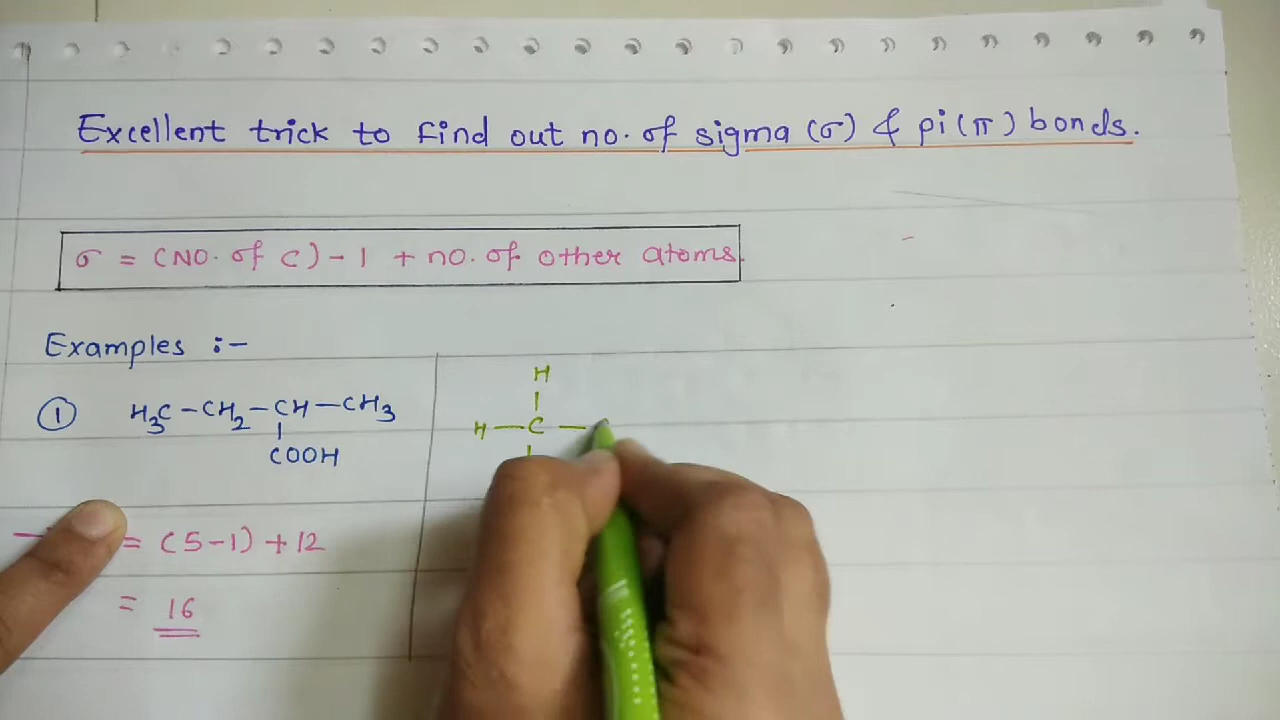 Excellent trick to find out no. of sigma (σ) & pi (π) bonds.
σ = (NO. of C) - 1 + no. of other atoms.
Examples :-
① H₃C - CH₂ - CH - CH₃
COOH
= (5-1) + 12
= 16
H
H - C -